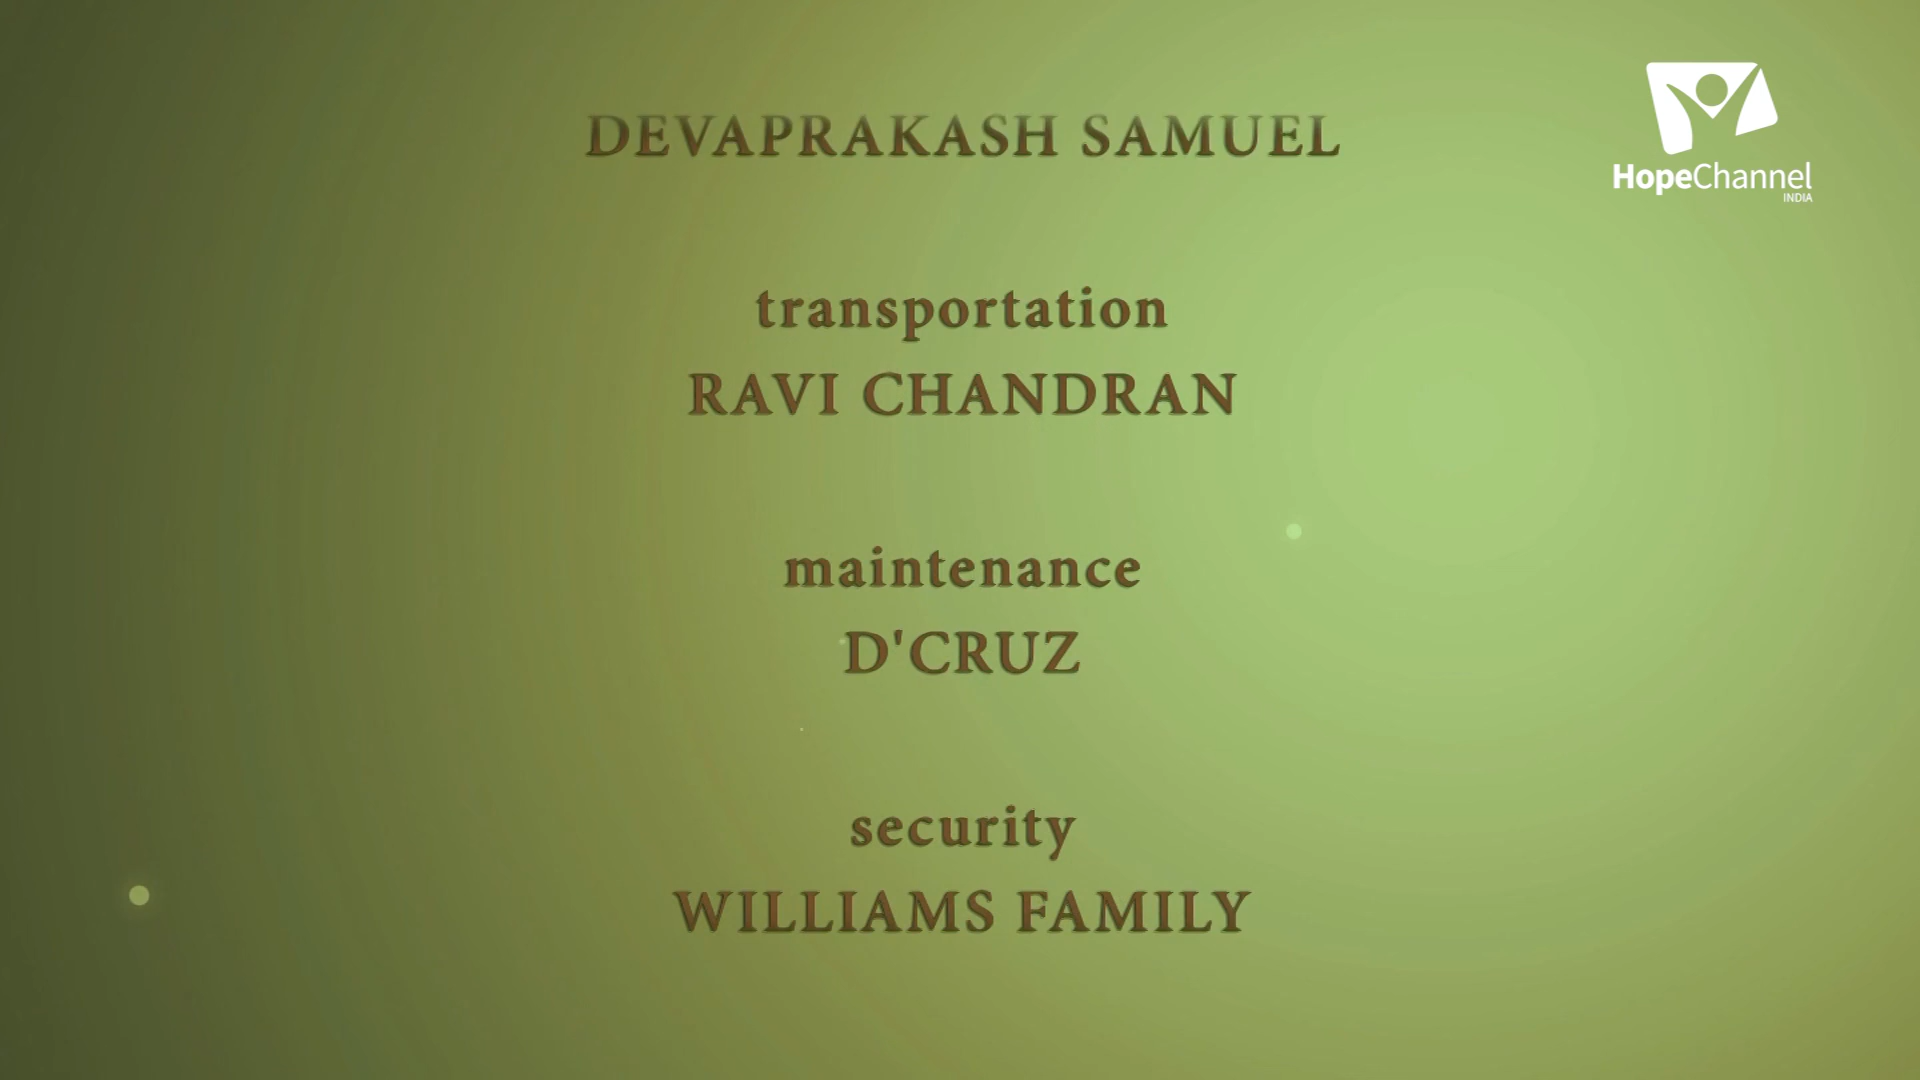 DEVAPRAKASH SAMUEL
HopeChannel
INDIA
transportation
RAVI CHANDRAN
maintenance
D'CRUZ
security
WILLIAMS FAMILY